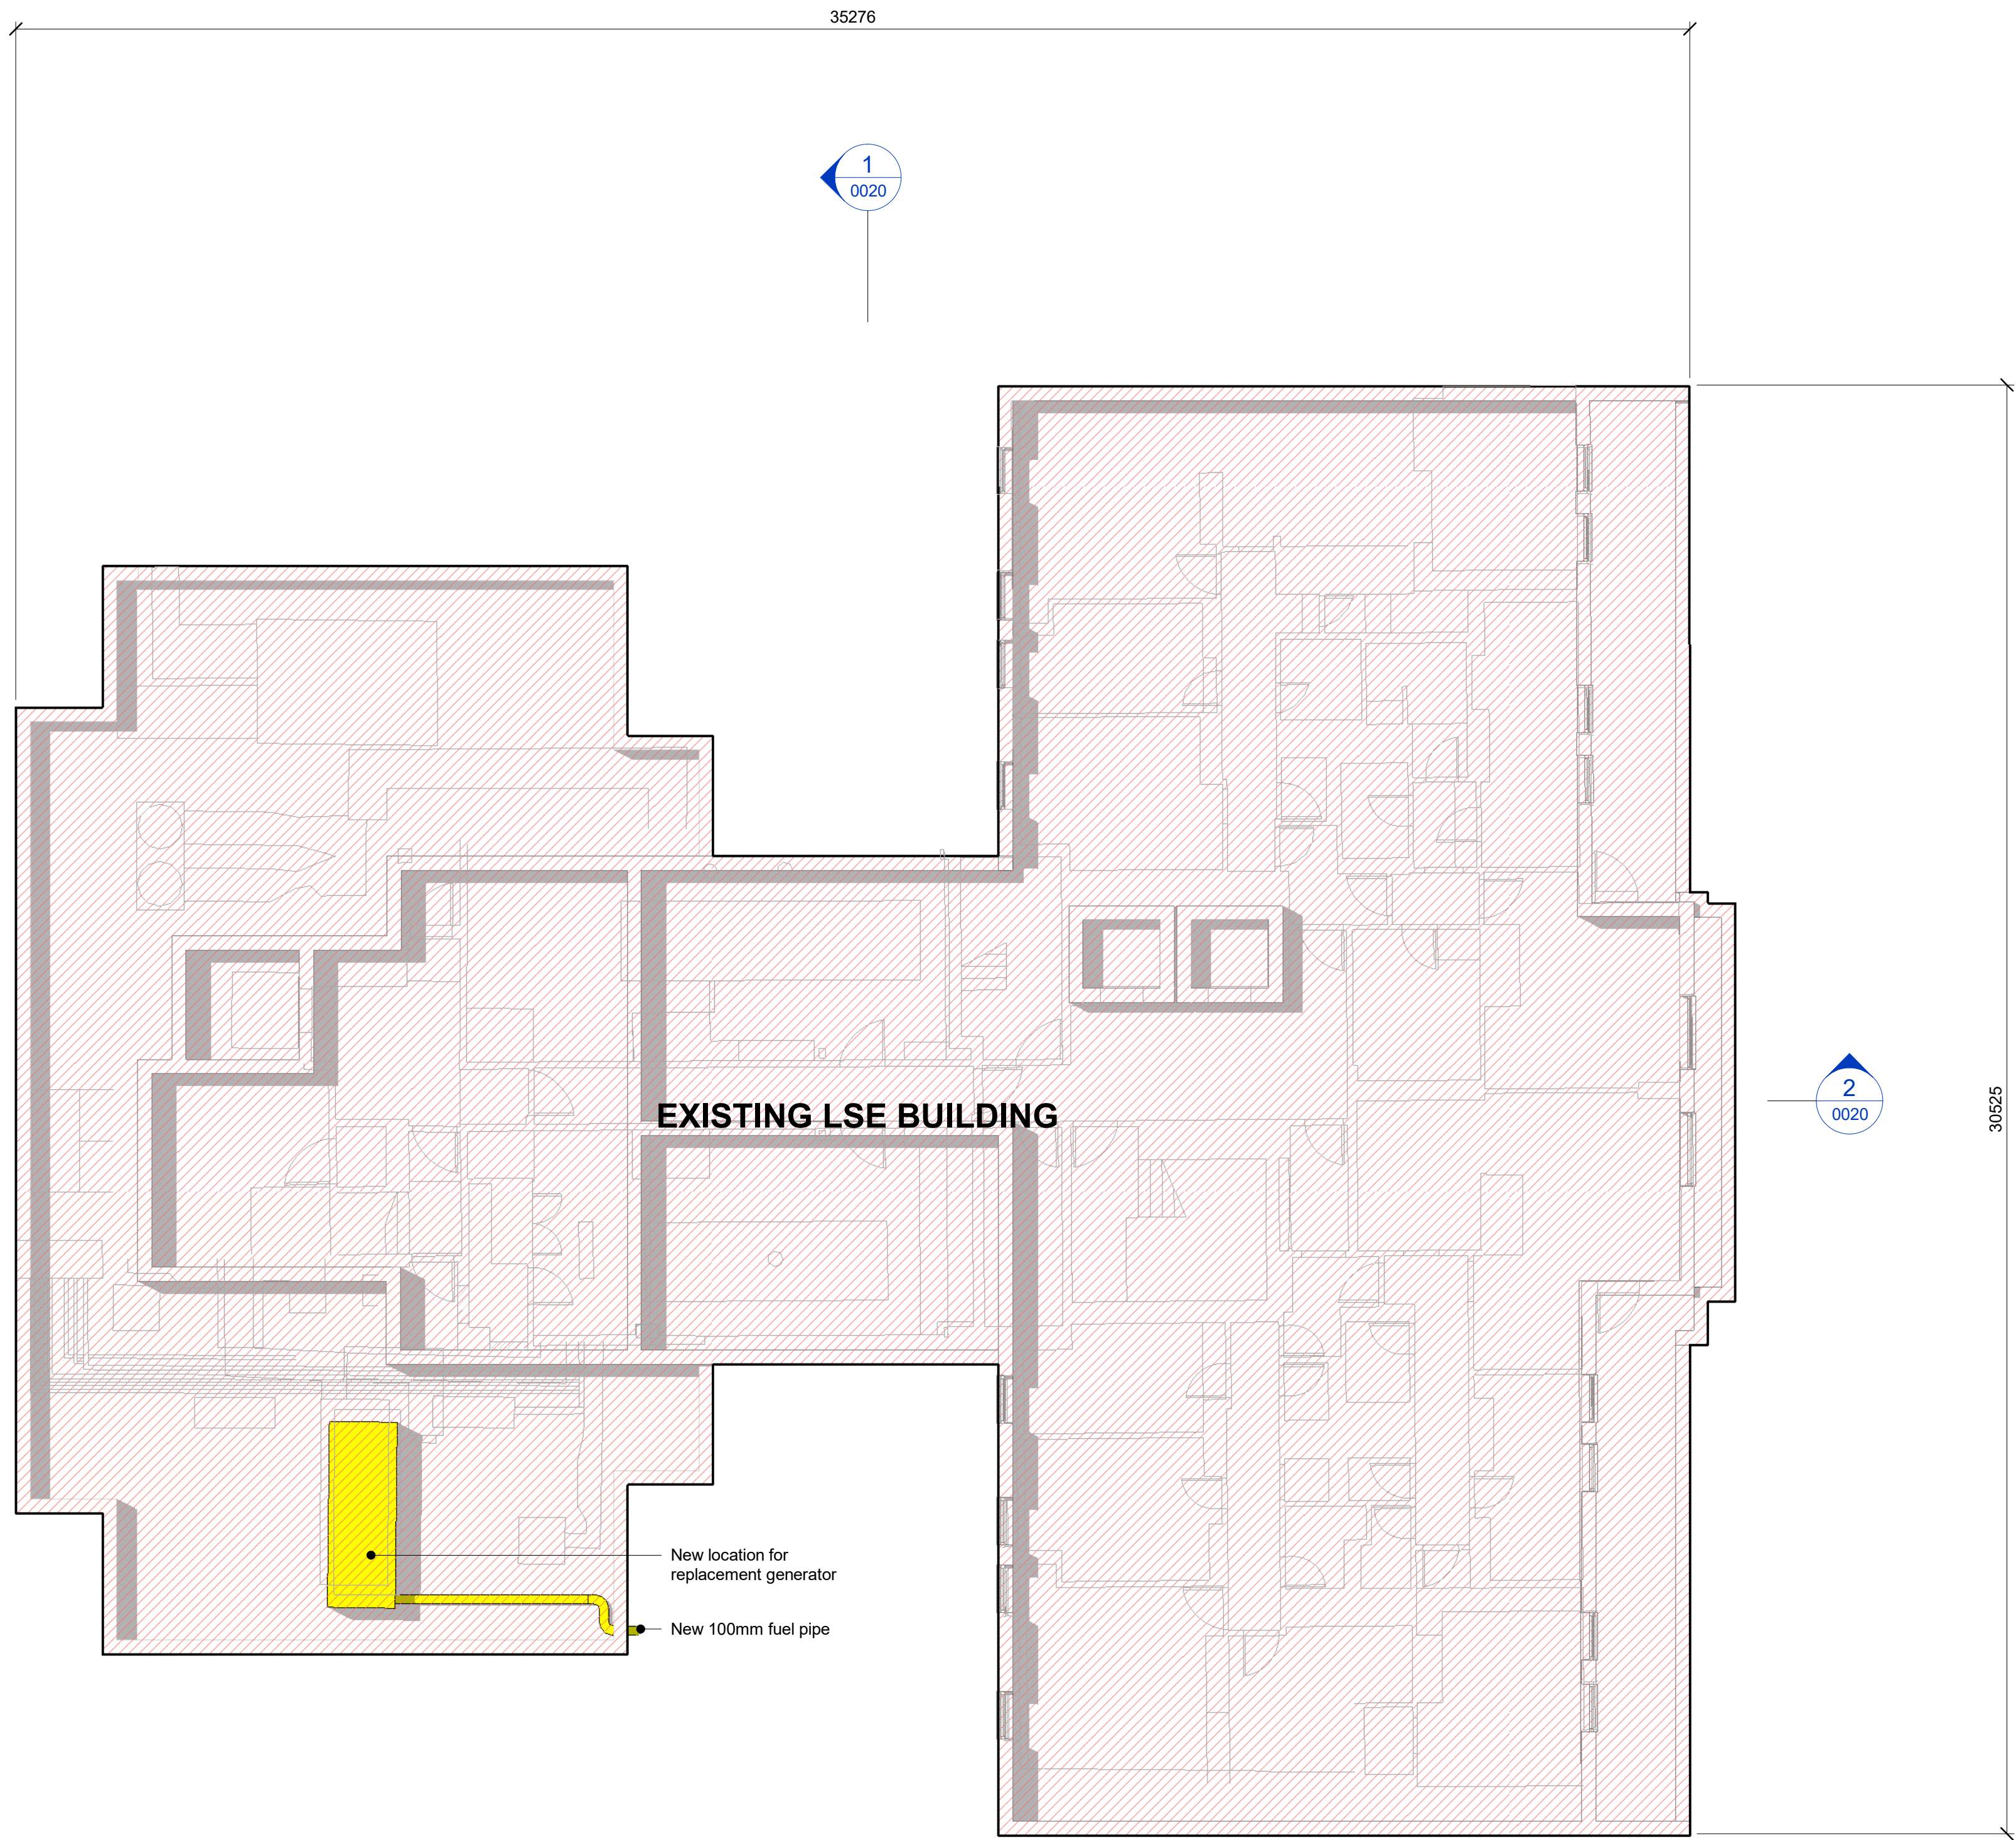 35276
1
0020
2
0020
30525
EXISTING LSE BUILDING
New location for
replacement generator
New 100mm fuel pipe